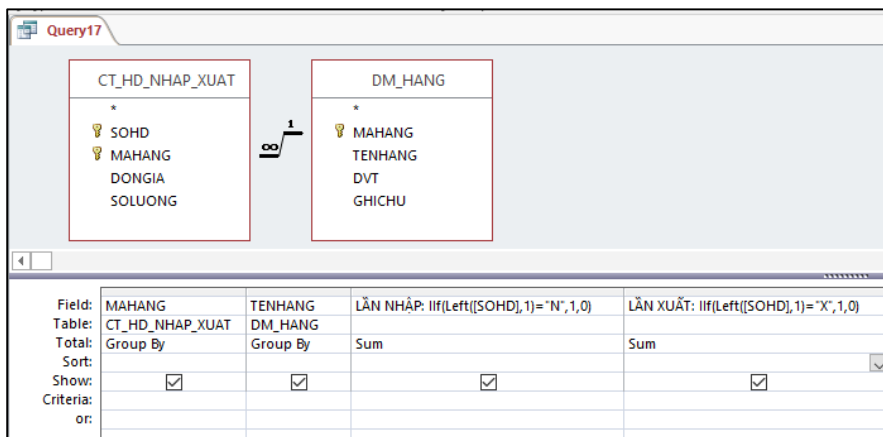 Query17
CT_HD_NHAP_XUAT
*
SOHD
MAHANG
DONGIA
SOLUONG
∞ 1
DM_HANG
*
MAHANG
TENHANG
DVT
GHICHU
Field: MAHANG TENHANG LẦN NHẬP: IIf(Left([SOHD],1)="N",1,0) LẦN XUẤT: IIf(Left([SOHD],1)="X",1,0)
Table: CT_HD_NHAP_XUAT DM_HANG
Total: Group By Group By Sum Sum
Sort:
Show:
Criteria:
or: